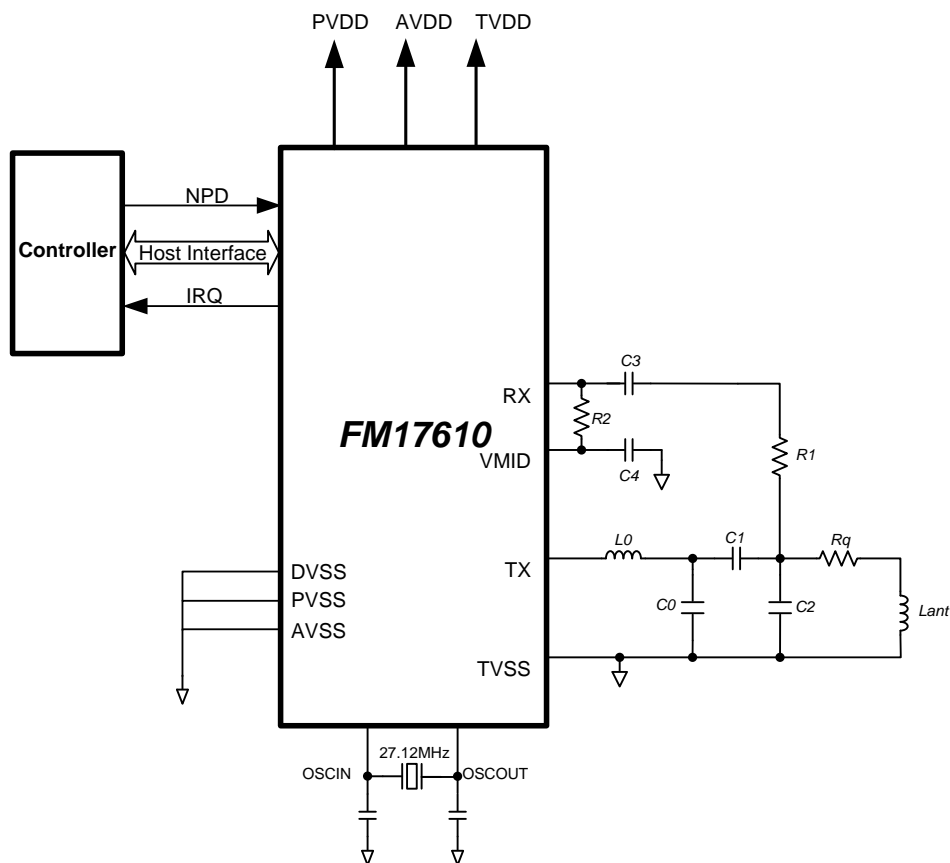 PVDD AVDD TVDD
NPD
Controller
Host Interface
IRQ
C3
RX
R2
FM17610
R1
VMID
C4
L0
C1
Rq
TX
DVSS
C0
C2
PVSS
Lant
AVSS
TVSS
27.12MHz
OSCIN
OSCOUT